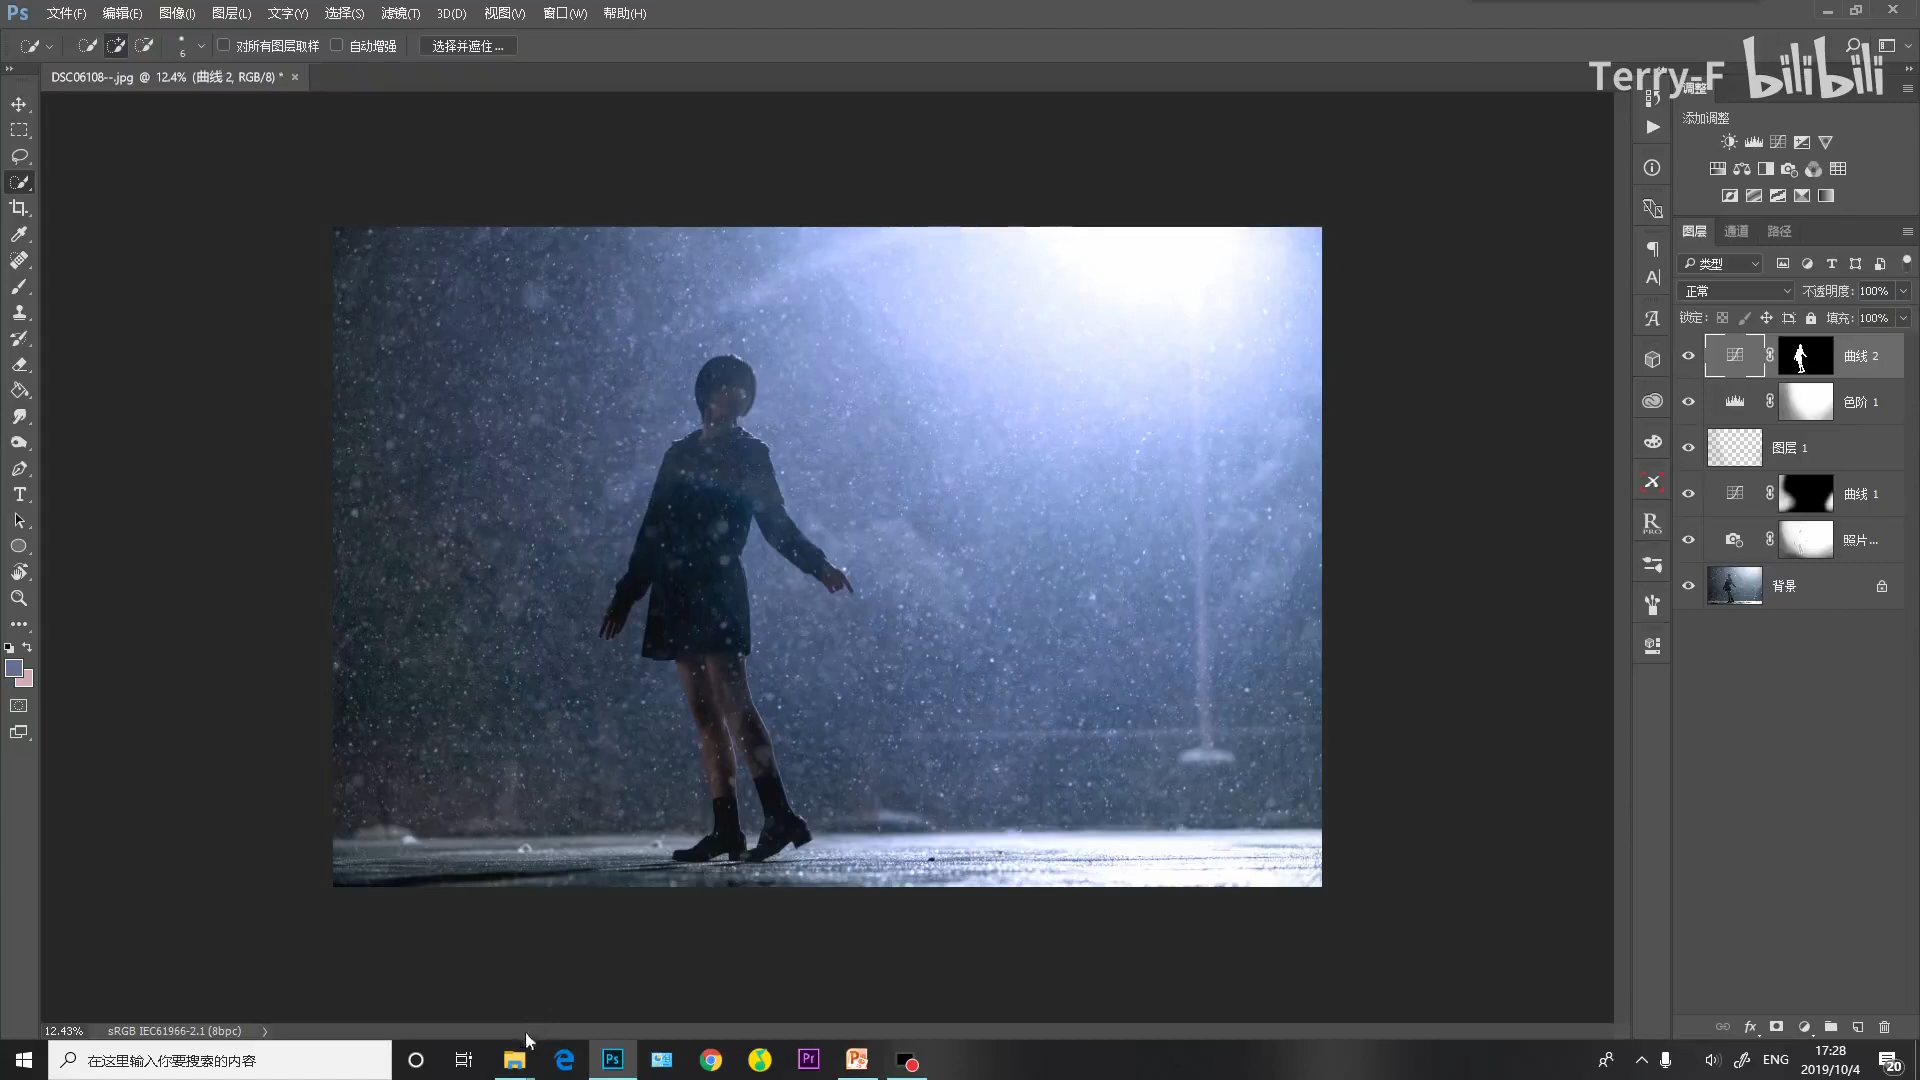 Ps 文件(F) 编辑(E) 图像(I) 图层(L) 文字(Y) 选择(S) 滤镜(T) 3D(D) 视图(V) 窗口(W) 帮助(H)
6 对所有图层取样 自动增强 选择并遮住...
DSC06108--.jpg @ 12.4% (曲线 2, RGB/8) * ×
Terry-F bilibili
调整
添加调整
图层 通道 路径
类型
正常 不透明度: 100%
锁定: 填充: 100%
曲线 2
色阶 1
图层 1
曲线 1
照片...
背景
R
PRO
12.43% sRGB IEC61966-2.1 (8bpc)
在这里输入你要搜索的内容
Ps
Pr
ENG
17:28
2019/10/4
20